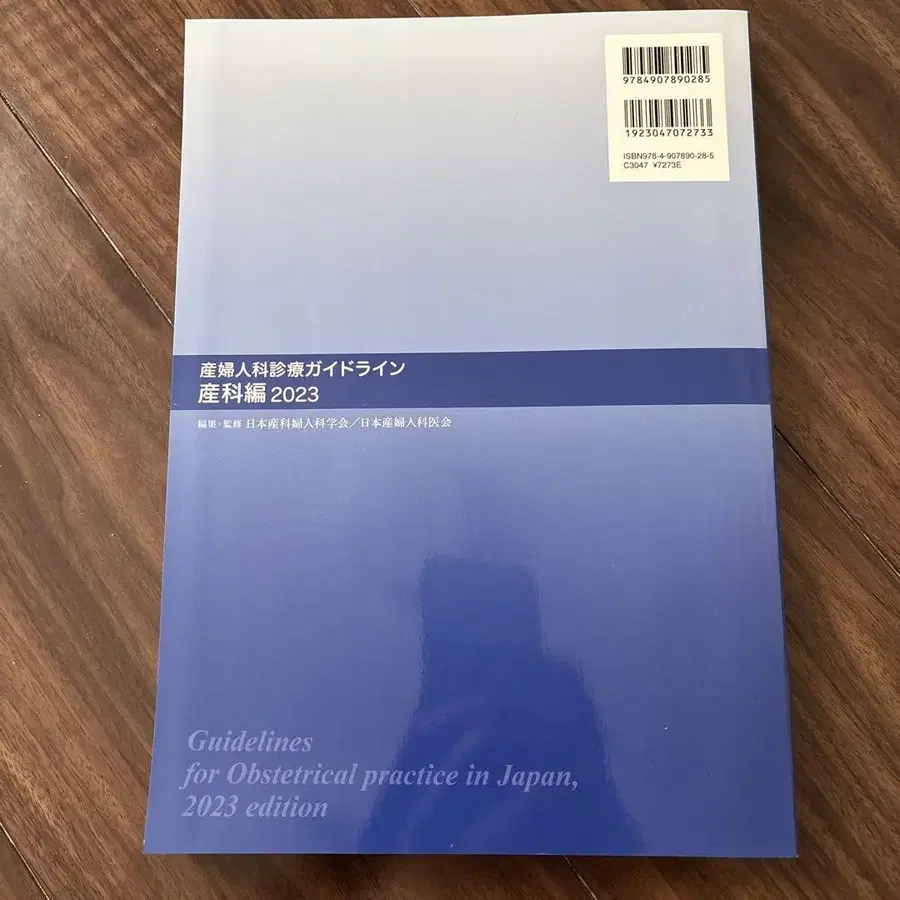 9784907890285
1923047072733
ISBN978-4-907890-28-5
C3047 ¥7273E
産婦人科診療ガイドライン
産科編 2023
編集・監修 日本産科婦人科学会/日本産婦人科医会
Guidelines
for Obstetrical practice in Japan,
2023 edition